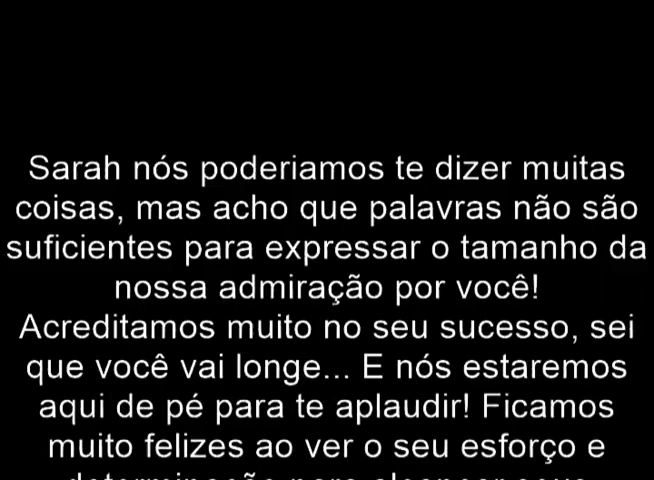 Sarah nós poderiamos te dizer muitas
coisas, mas acho que palavras não são
suficientes para expressar o tamanho da
nossa admiração por você!
Acreditamos muito no seu sucesso, sei
que você vai longe... E nós estaremos
aqui de pé para te aplaudir! Ficamos
muito felizes ao ver o seu esforço e